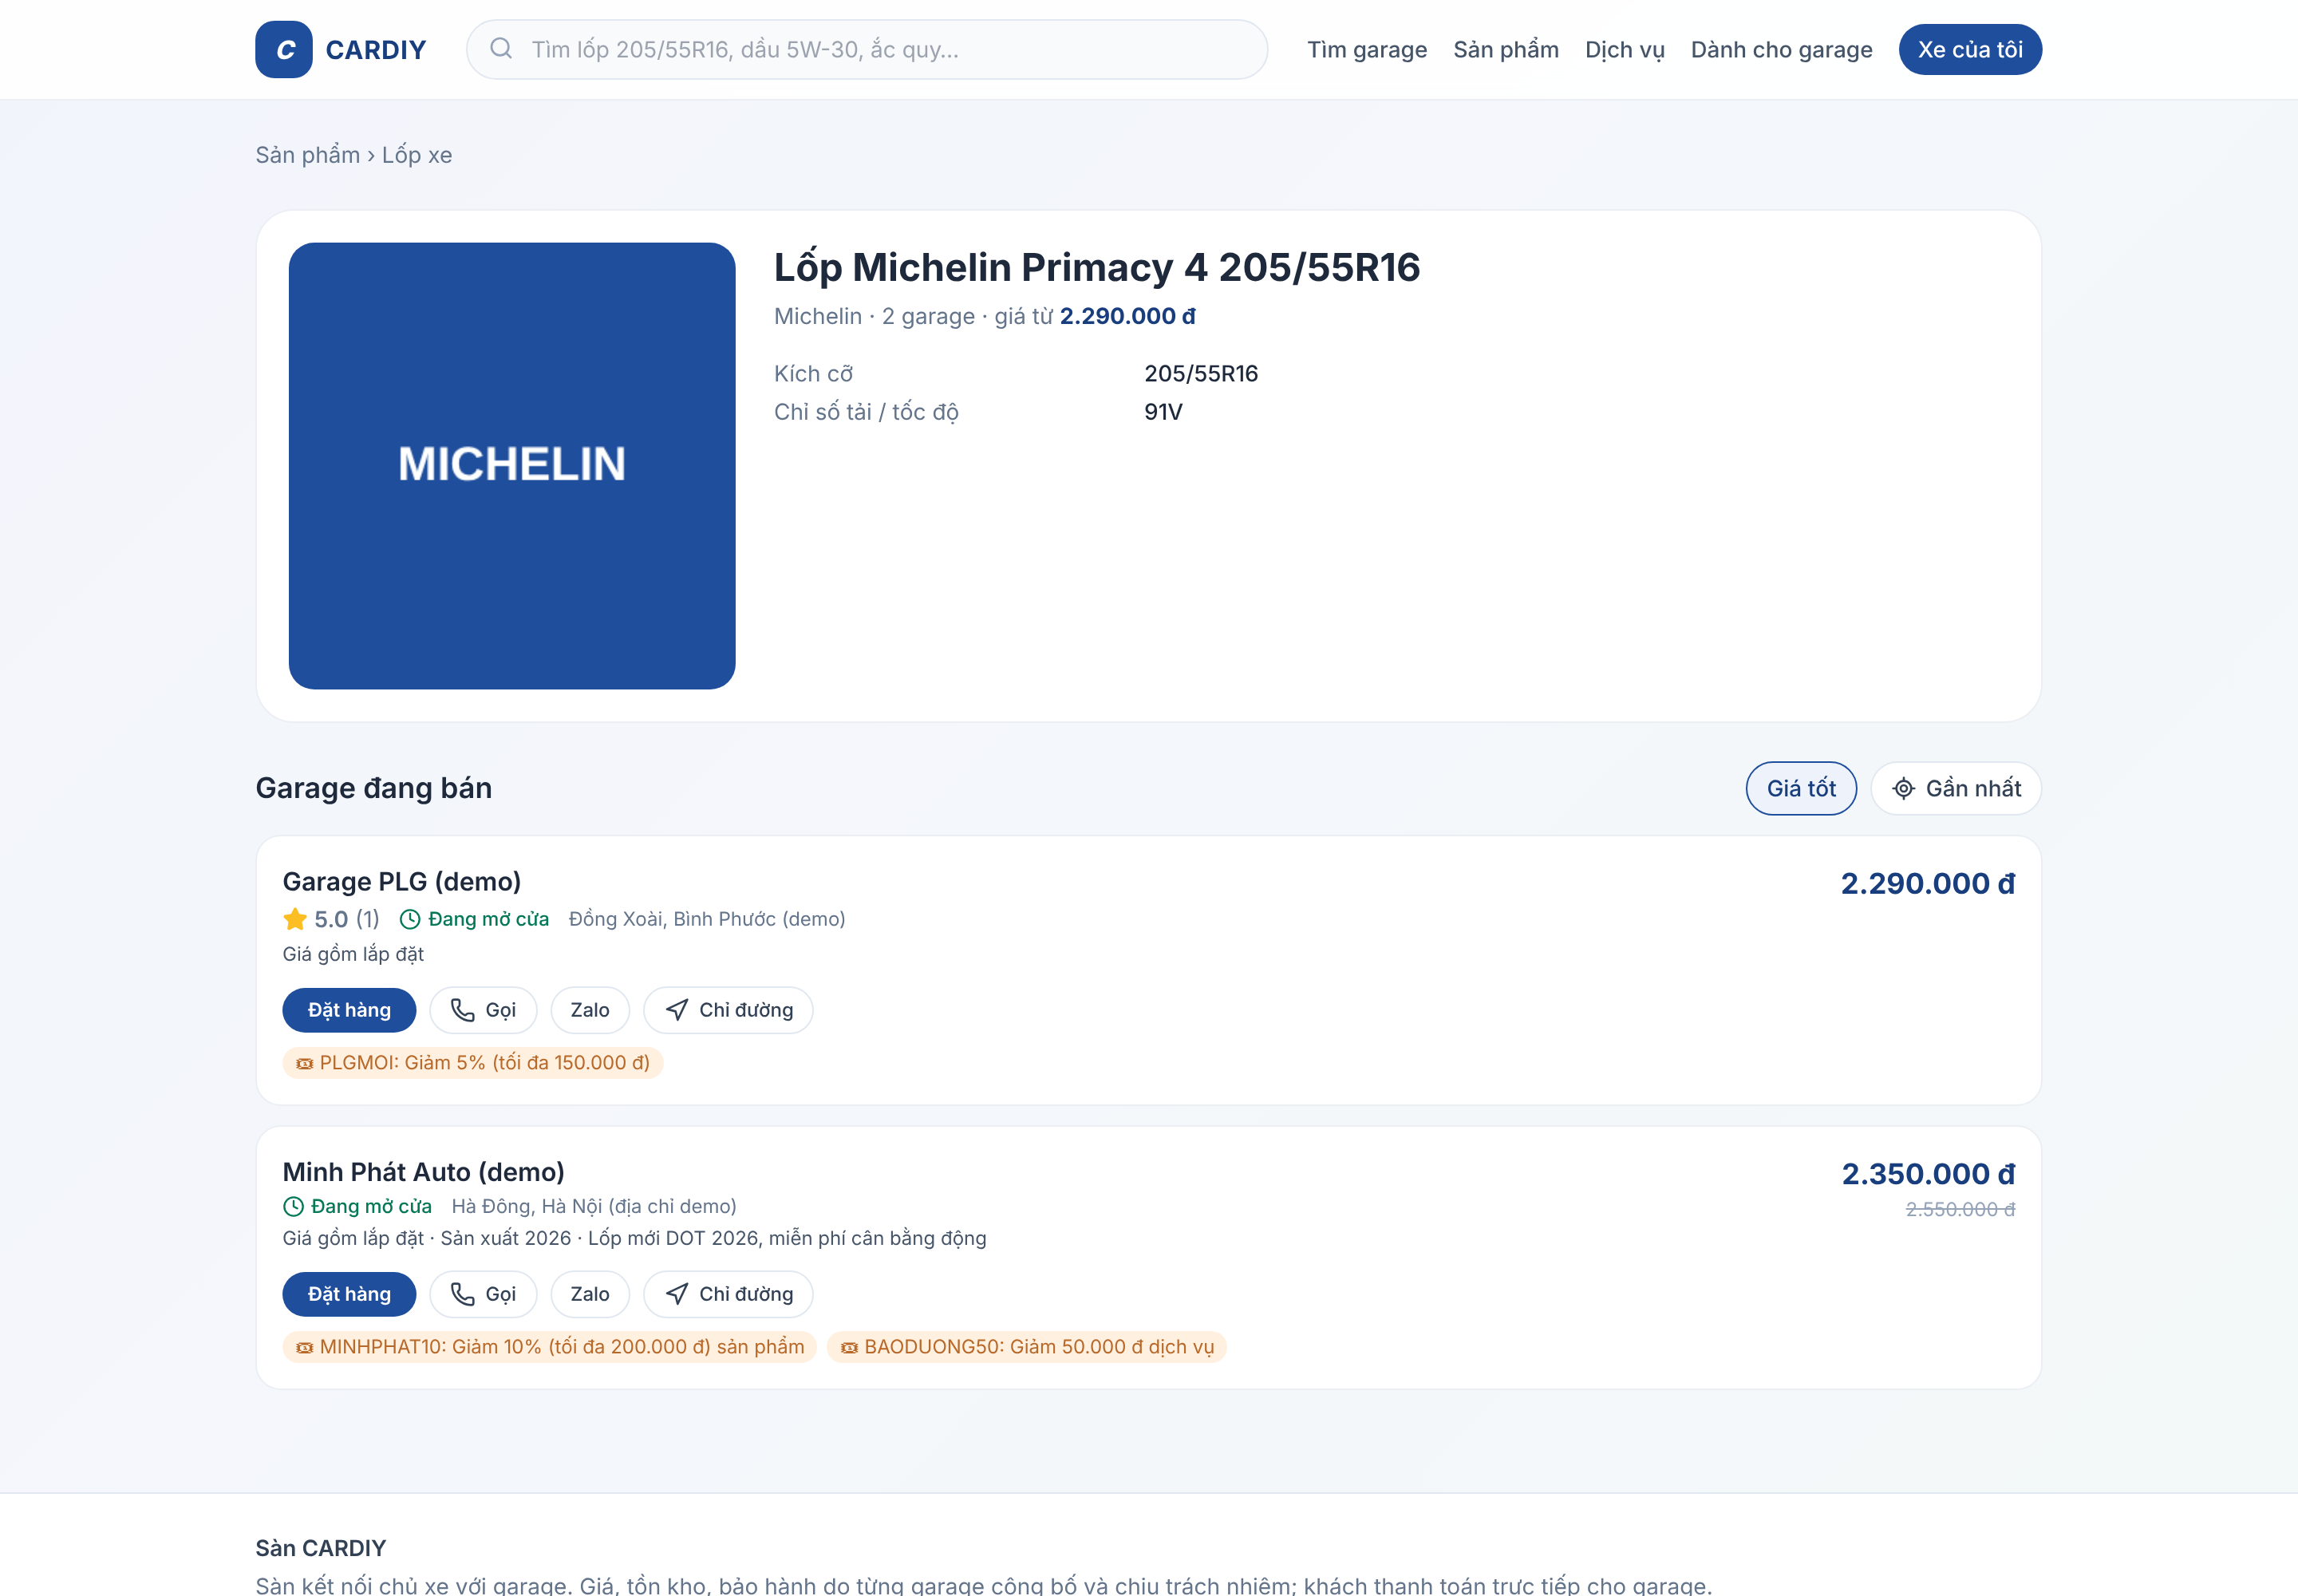 C CARDIY Tìm lốp 205/55R16, dầu 5W-30, ắc quy... Tìm garage Sản phẩm Dịch vụ Dành cho garage Xe của tôi
Sản phẩm › Lốp xe
MICHELIN
Lốp Michelin Primacy 4 205/55R16
Michelin · 2 garage · giá từ 2.290.000 đ
Kích cỡ 205/55R16
Chỉ số tải / tốc độ 91V
Garage đang bán Giá tốt Gần nhất
Garage PLG (demo) 2.290.000 đ
5.0 (1) Đang mở cửa Đồng Xoài, Bình Phước (demo)
Giá gồm lắp đặt
Đặt hàng Gọi Zalo Chỉ đường
PLGMOI: Giảm 5% (tối đa 150.000 đ)
Minh Phát Auto (demo) 2.350.000 đ
Đang mở cửa Hà Đông, Hà Nội (địa chỉ demo) 2.550.000 đ
Giá gồm lắp đặt · Sản xuất 2026 · Lốp mới DOT 2026, miễn phí cân bằng động
Đặt hàng Gọi Zalo Chỉ đường
MINHPHAT10: Giảm 10% (tối đa 200.000 đ) sản phẩm BAODUONG50: Giảm 50.000 đ dịch vụ
Sàn CARDIY
Sàn kết nối chủ xe với garage. Giá, tồn kho, bảo hành do từng garage công bố và chịu trách nhiệm; khách thanh toán trực tiếp cho garage.